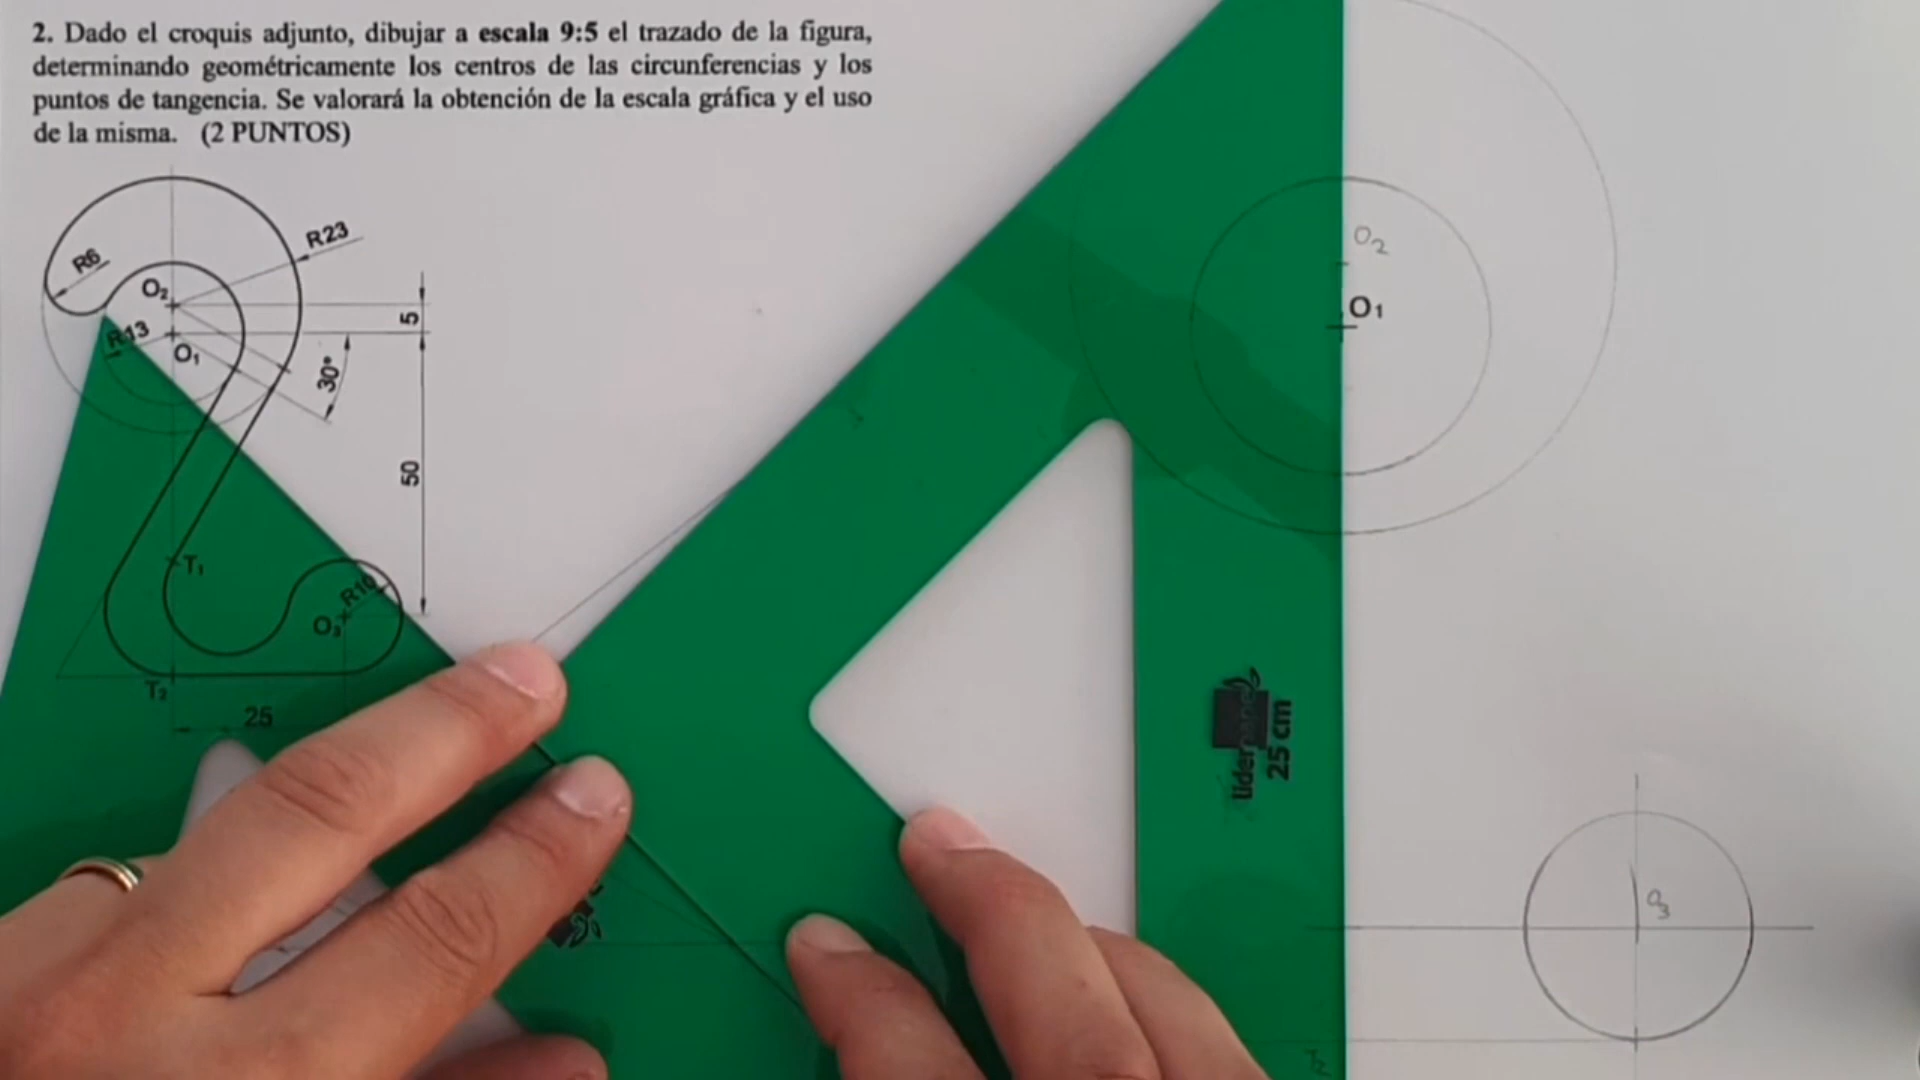 2. Dado el croquis adjunto, dibujar a escala 9:5 el trazado de la figura,
determinando geométricamente los centros de las circunferencias y los
puntos de tangencia. Se valorará la obtención de la escala gráfica y el uso
de la misma. (2 PUNTOS)
R23
R6
O2
5
R13
O1
30°
50
T1
R10
O3
T2
25
O2
O1
25 cm
O3
T2